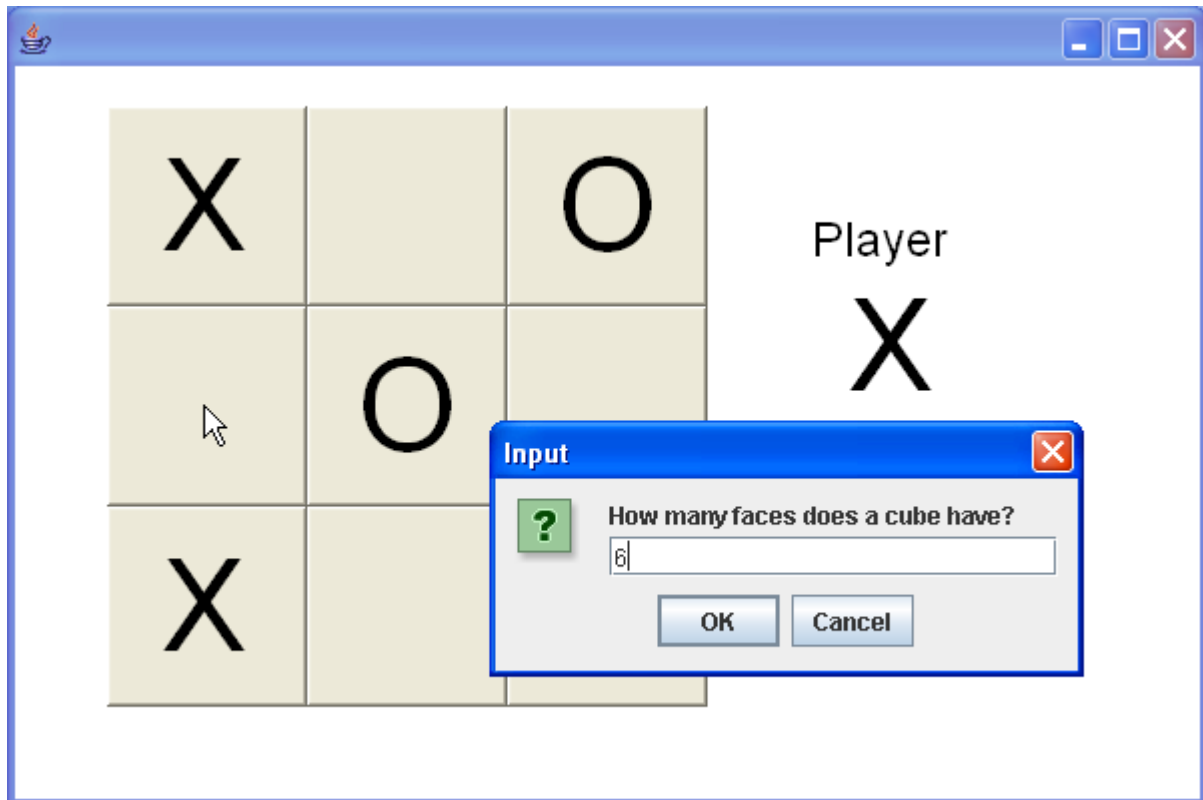 X O
Player
O X
Input
How many faces does a cube have?
?
6
X
OK Cancel